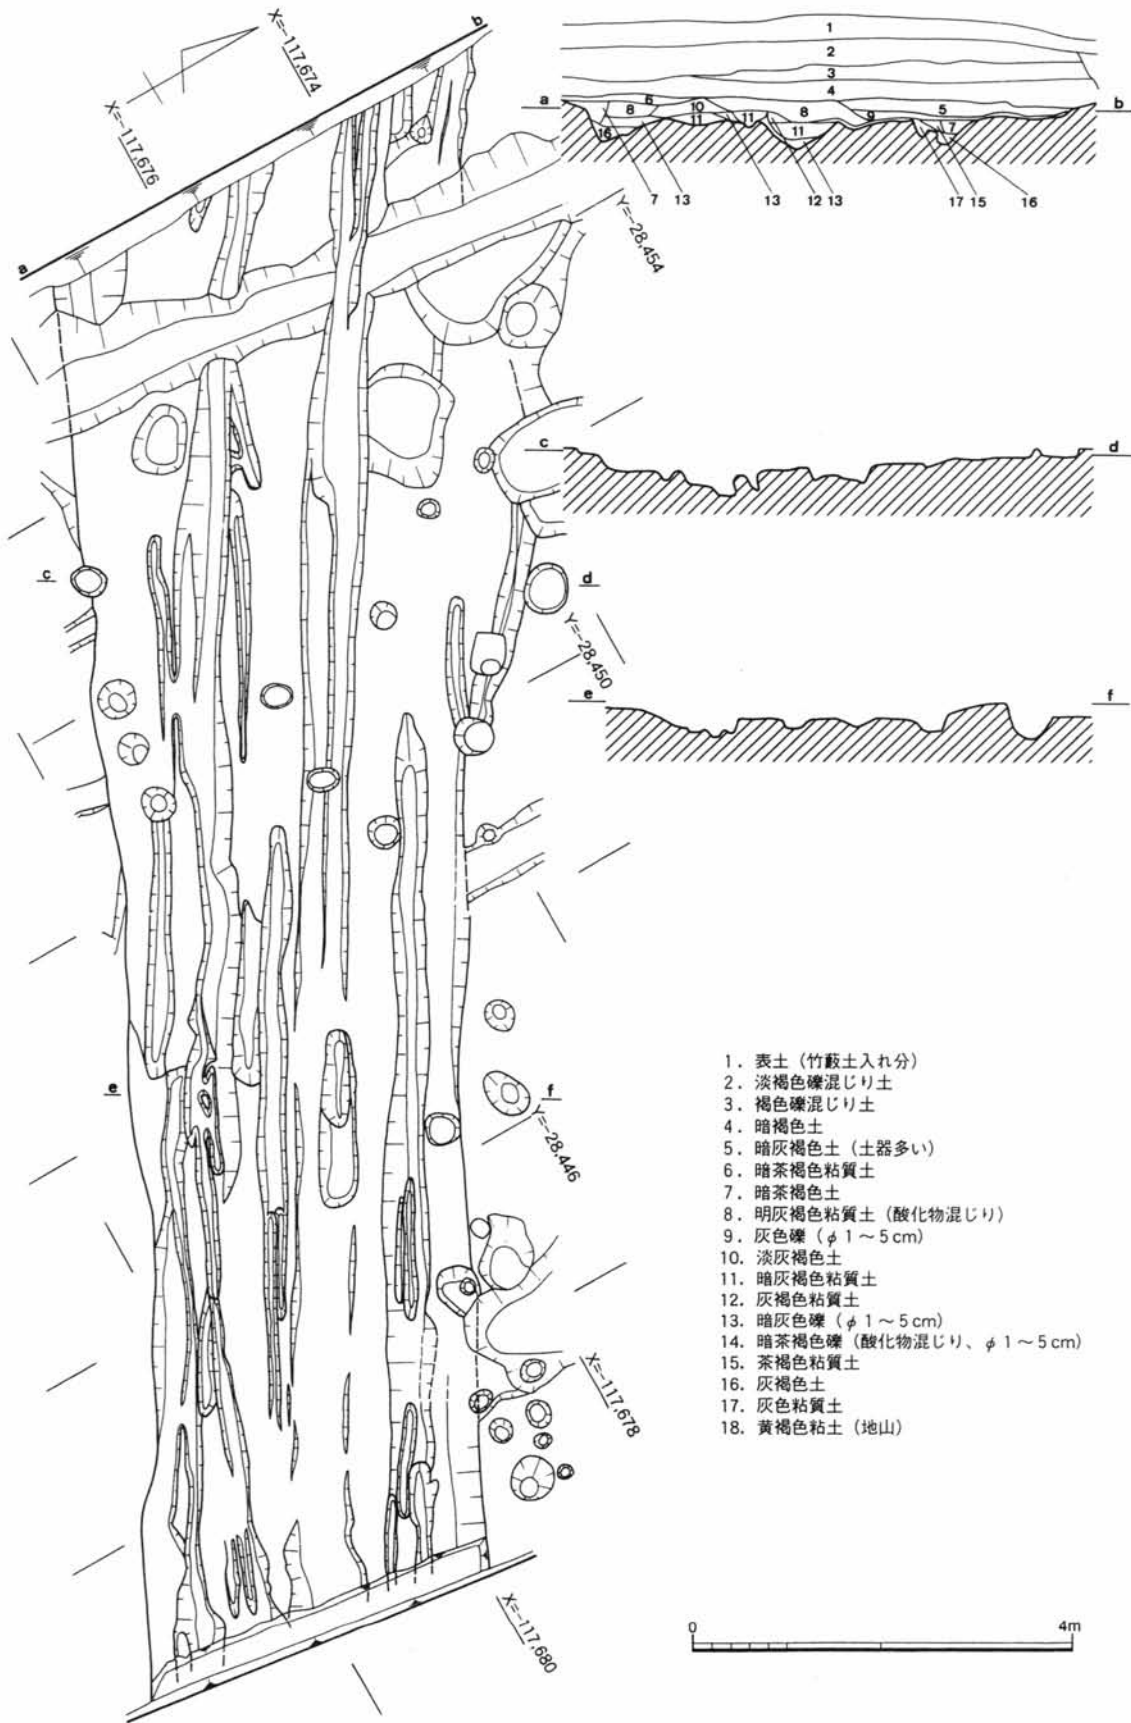 X=-117,674
X=-117,676
b
a
1
2
3
4
a
6
8
10
11
11
8
9
5
b
16
11
7
7
13
13
12
13
17
15
16
Y=-28,454
c
d
c
d
Y=-28,450
e
f
e
f
Y=-28,446
X=-117,678
X=-117,680
1. 表土（竹藪土入れ分）
2. 淡褐色礫混じり土
3. 褐色礫混じり土
4. 暗褐色土
5. 暗灰褐色土（土器多い）
6. 暗茶褐色粘質土
7. 暗茶褐色土
8. 明灰褐色粘質土（酸化物混じり）
9. 灰色礫（φ1～5cm）
10. 淡灰褐色土
11. 暗灰褐色粘質土
12. 灰褐色粘質土
13. 暗灰色礫（φ1～5cm）
14. 暗茶褐色礫（酸化物混じり、φ1～5cm）
15. 茶褐色粘質土
16. 灰褐色土
17. 灰色粘質土
18. 黄褐色粘土（地山）
0
4m